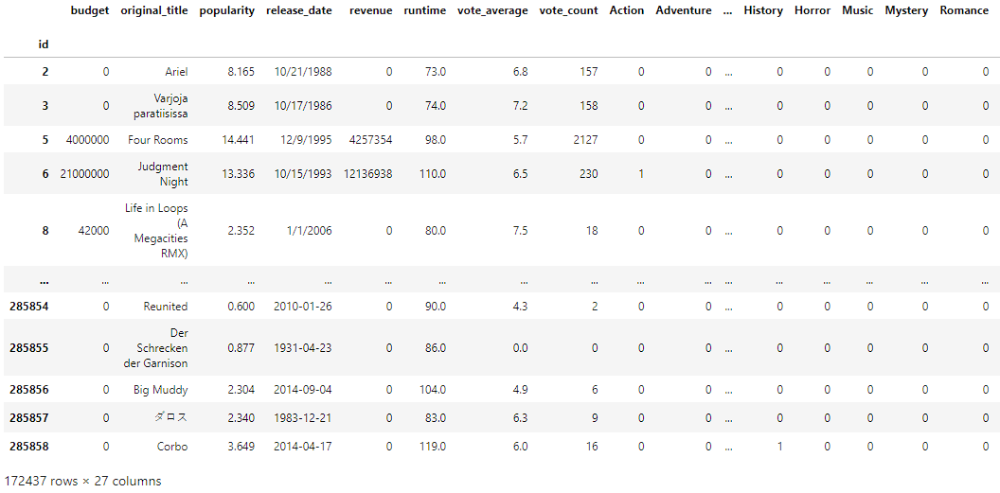 budget original_title popularity release_date revenue runtime vote_average vote_count Action Adventure ... History Horror Music Mystery Romance
id
2 0 Ariel 8.165 10/21/1988 0 73.0 6.8 157 0 0 ... 0 0 0 0 0
3 0 Varjoja paratiisissa 8.509 10/17/1986 0 74.0 7.2 158 0 0 ... 0 0 0 0 0
5 4000000 Four Rooms 14.441 12/9/1995 4257354 98.0 5.7 2127 0 0 ... 0 0 0 0 0
6 21000000 Judgment Night 13.336 10/15/1993 12136938 110.0 6.5 230 1 0 ... 0 0 0 0 0
8 42000 Life in Loops (A Megacities RMX) 2.352 1/1/2006 0 80.0 7.5 18 0 0 ... 0 0 0 0 0
... ... ... ... ... ... ... ... ... ... ... ... ... ... ... ... ...
285854 0 Reunited 0.600 2010-01-26 0 90.0 4.3 2 0 0 ... 0 0 0 0 0
285855 0 Der Schrecken der Garnison 0.877 1931-04-23 0 86.0 0.0 0 0 0 ... 0 0 0 0 0
285856 0 Big Muddy 2.304 2014-09-04 0 104.0 4.9 6 0 0 ... 0 0 0 0 0
285857 0 ダロス 2.340 1983-12-21 0 83.0 6.3 9 0 0 ... 0 0 0 0 0
285858 0 Corbo 3.649 2014-04-17 0 119.0 6.0 16 0 0 ... 1 0 0 0 0
172437 rows × 27 columns